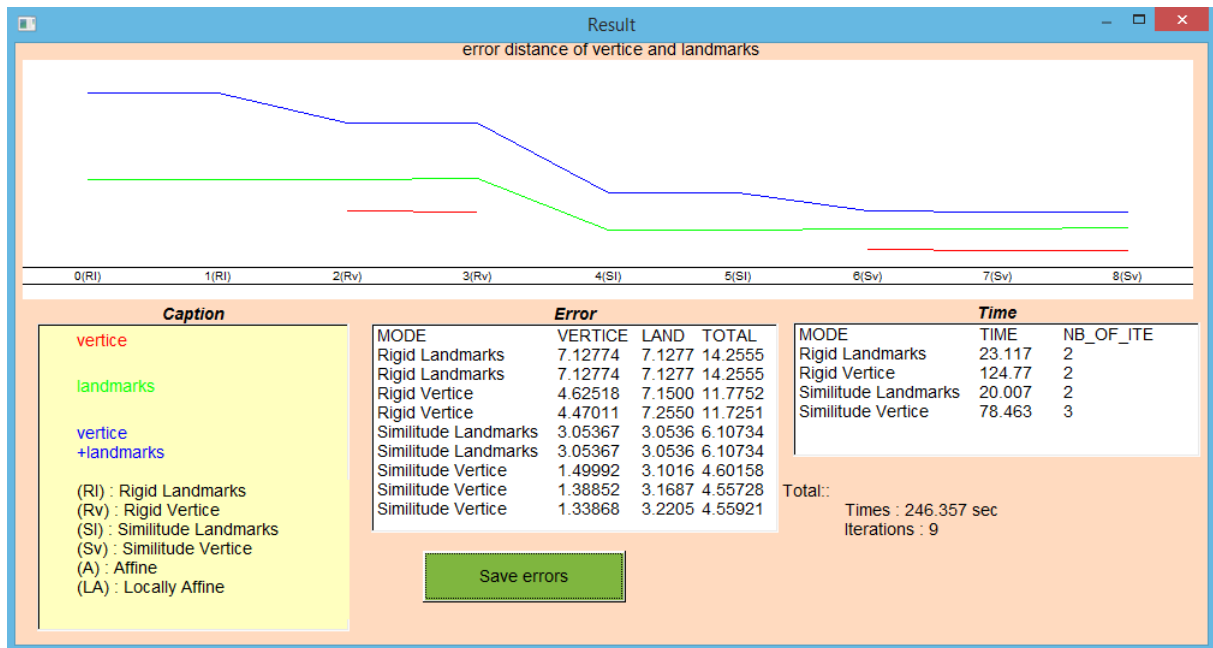 Result
error distance of vertice and landmarks
0(Rl) 1(Rl) 2(Rv) 3(Rv) 4(Sl) 5(Sl) 6(Sv) 7(Sv) 8(Sv)
Caption
vertice
landmarks
vertice
+landmarks
(Rl) : Rigid Landmarks
(Rv) : Rigid Vertice
(Sl) : Similitude Landmarks
(Sv) : Similitude Vertice
(A) : Affine
(LA) : Locally Affine
Error
MODE VERTICE LAND TOTAL
Rigid Landmarks 7.12774 7.1277 14.2555
Rigid Landmarks 7.12774 7.1277 14.2555
Rigid Vertice 4.62518 7.1500 11.7752
Rigid Vertice 4.47011 7.2550 11.7251
Similitude Landmarks 3.05367 3.0536 6.10734
Similitude Landmarks 3.05367 3.0536 6.10734
Similitude Vertice 1.49992 3.1016 4.60158
Similitude Vertice 1.38852 3.1687 4.55728
Similitude Vertice 1.33868 3.2205 4.55921
Save errors
Time
MODE TIME NB_OF_ITE
Rigid Landmarks 23.117 2
Rigid Vertice 124.77 2
Similitude Landmarks 20.007 2
Similitude Vertice 78.463 3
Total::
Times : 246.357 sec
Iterations : 9